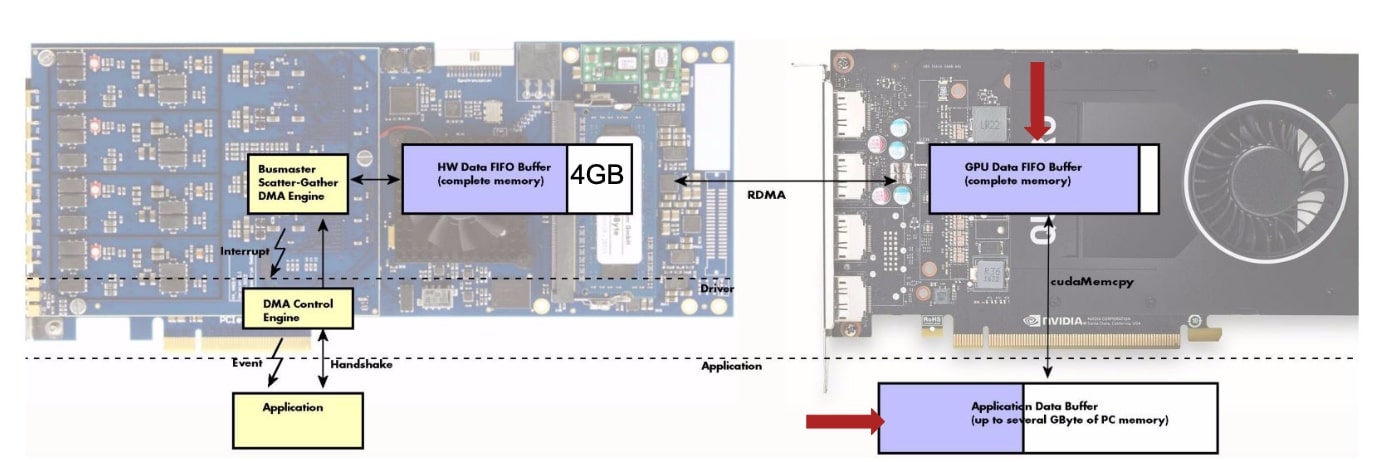 Busmaster
Scatter-Gather
DMA Engine
HW Data FIFO Buffer
(complete memory)
4GB
RDMA
GPU Data FIFO Buffer
(complete memory)
Interrupt
Driver
DMA Control
Engine
cudaMemcpy
NVIDIA
Event
Handshake
Application
Application
Application Data Buffer
(up to several GByte of PC memory)